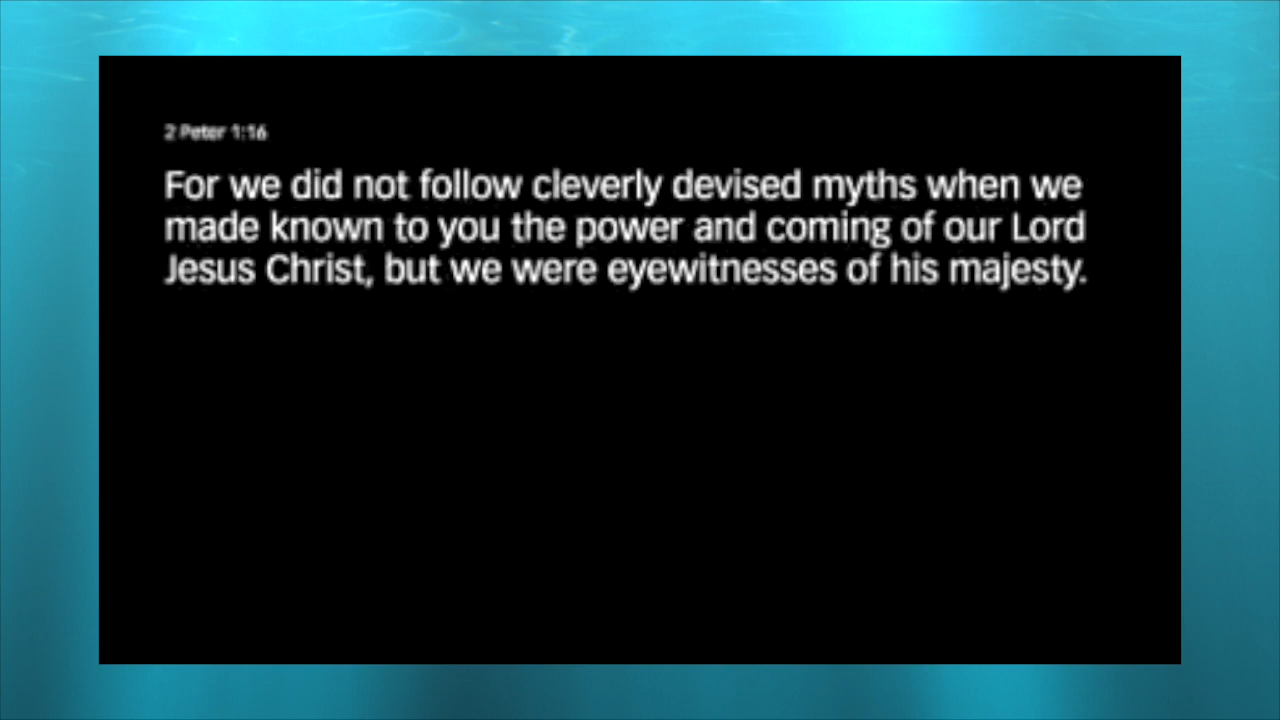 2 Peter 1:16
For we did not follow cleverly devised myths when we
made known to you the power and coming of our Lord
Jesus Christ, but we were eyewitnesses of his majesty.